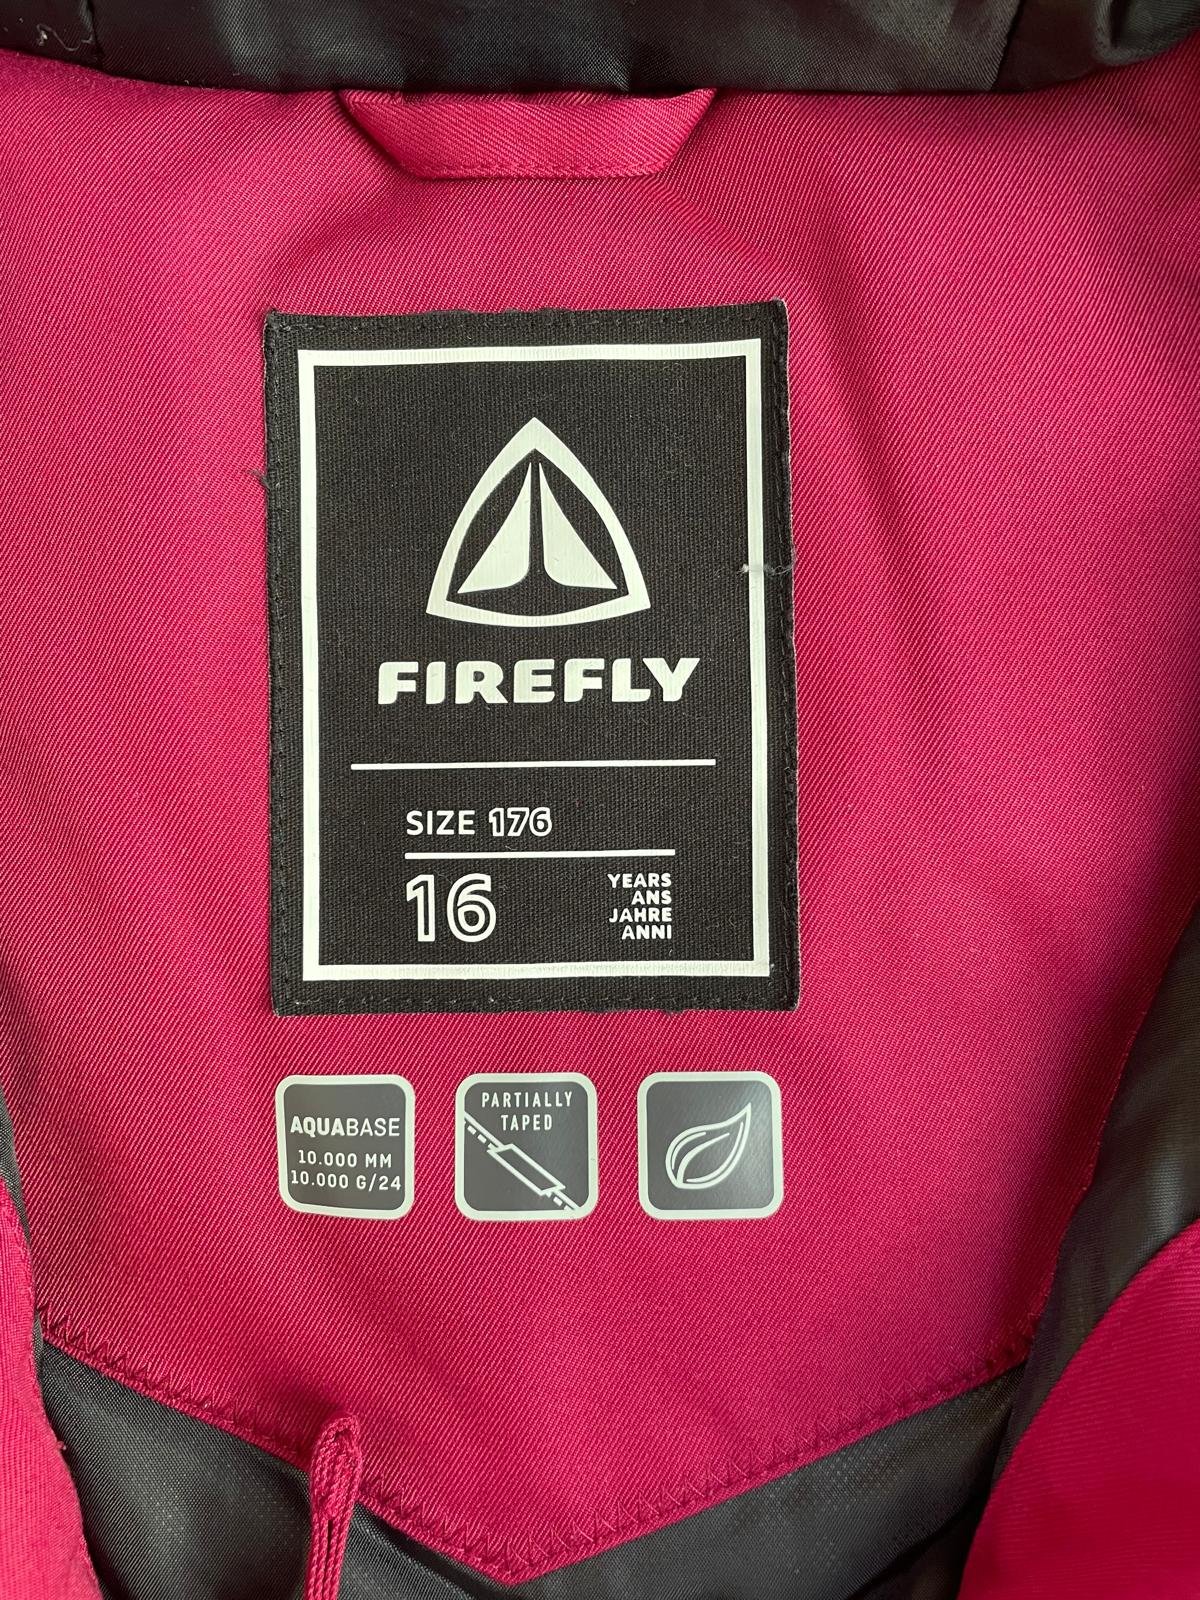 FIREFLY
SIZE 176
16
YEARS
ANS
JAHRE
ANNI
AQUABASE
10.000 MM
10.000 G/24
PARTIALLY
TAPED